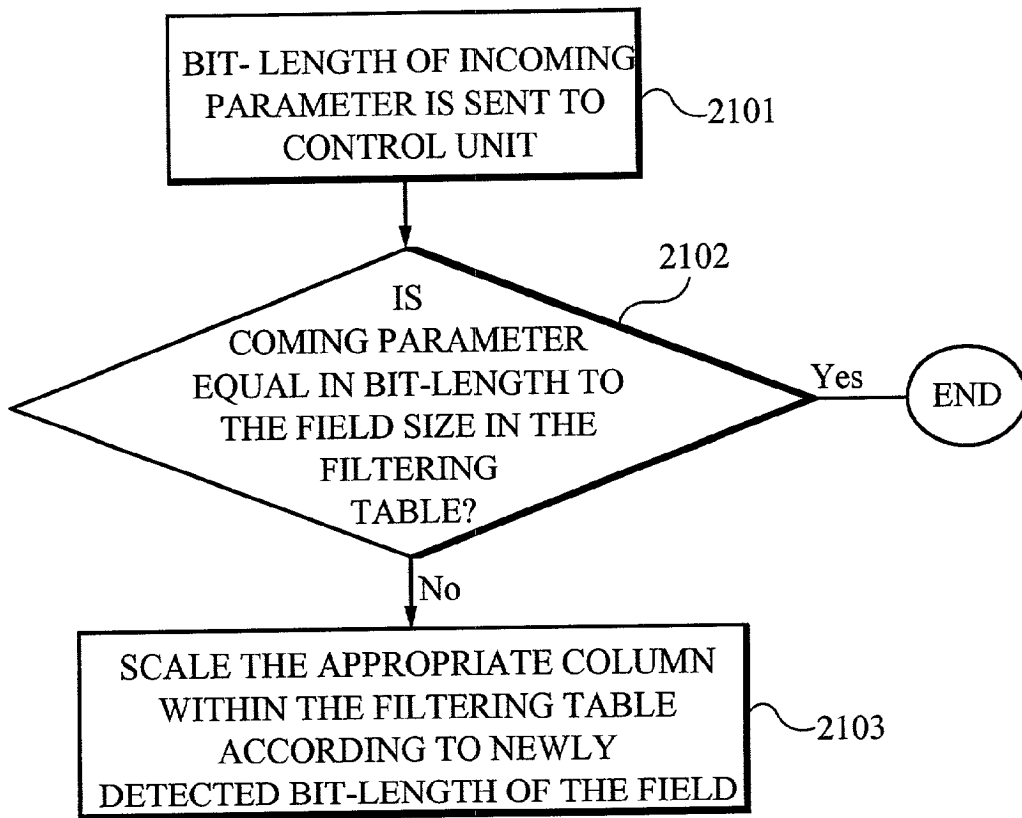 BIT- LENGTH OF INCOMING
PARAMETER IS SENT TO
CONTROL UNIT
2101
2102
IS
COMING PARAMETER
EQUAL IN BIT-LENGTH TO
THE FIELD SIZE IN THE
FILTERING
TABLE?
Yes
END
No
SCALE THE APPROPRIATE COLUMN
WITHIN THE FILTERING TABLE
ACCORDING TO NEWLY
DETECTED BIT-LENGTH OF THE FIELD
2103